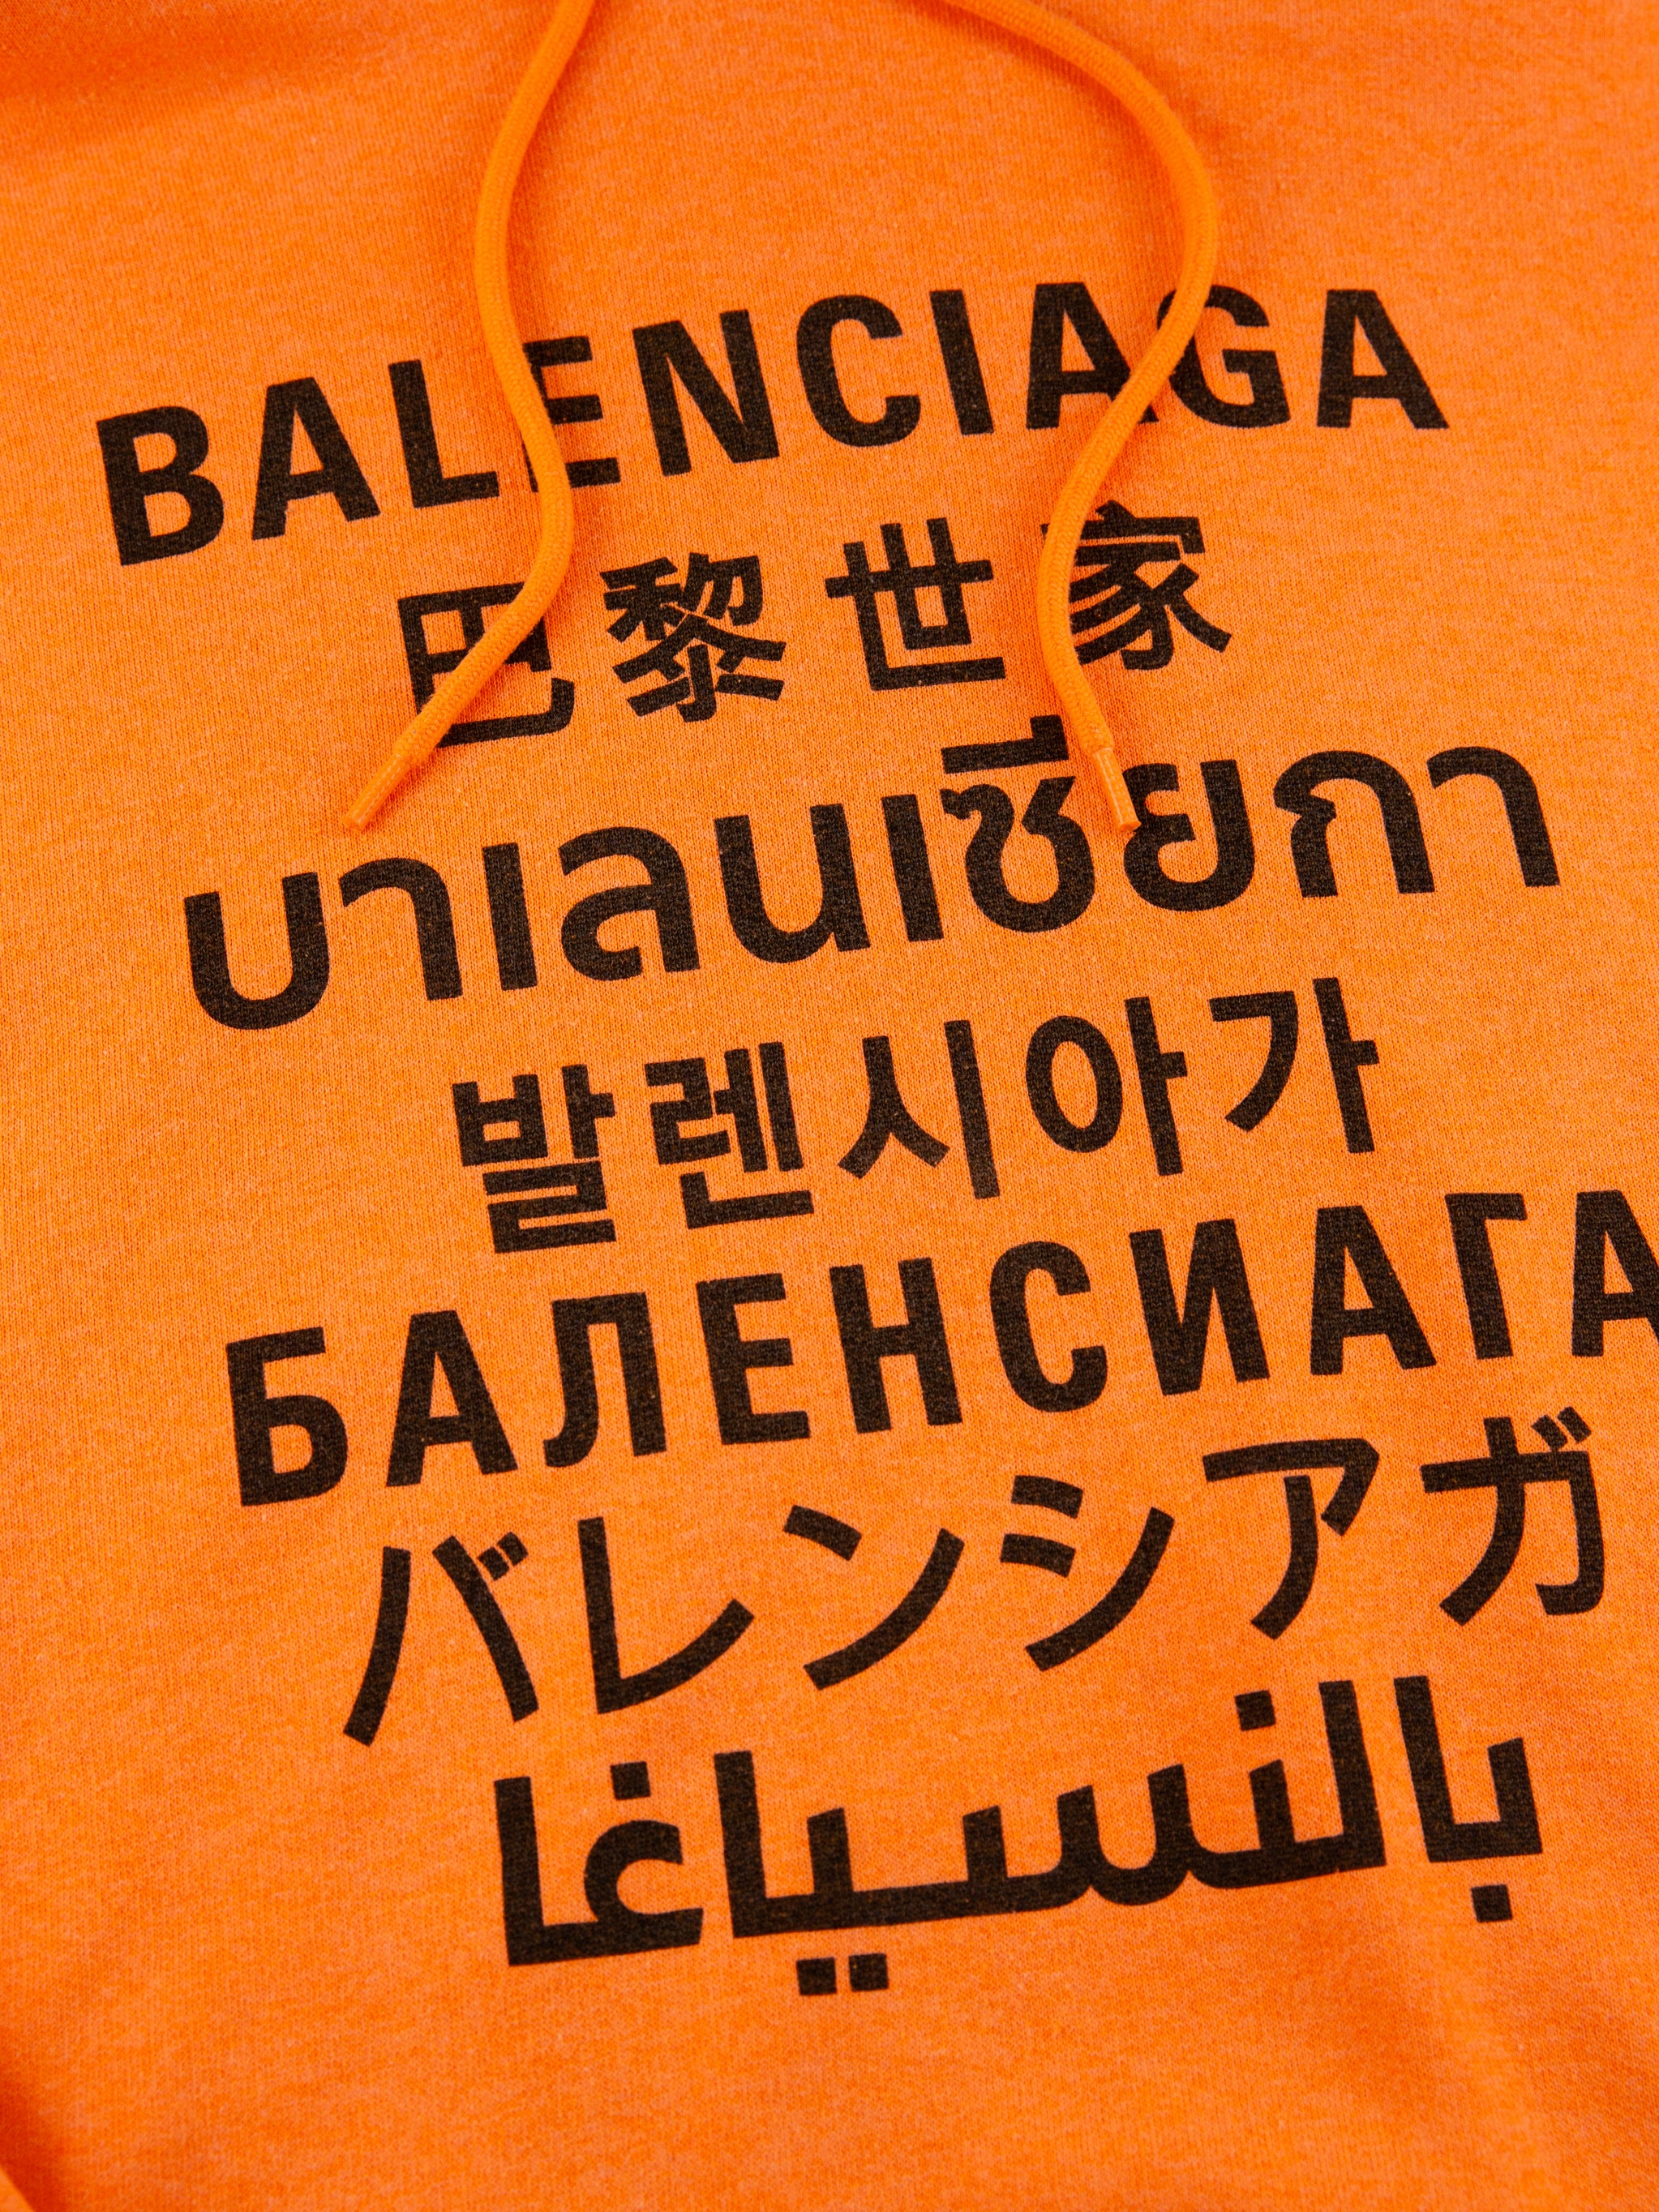 BALENCIAGA
巴黎世家
บาเลนเซียกา
발렌시아가
БАЛЕНСИАГА
バレンシアガ
بالنسياغا